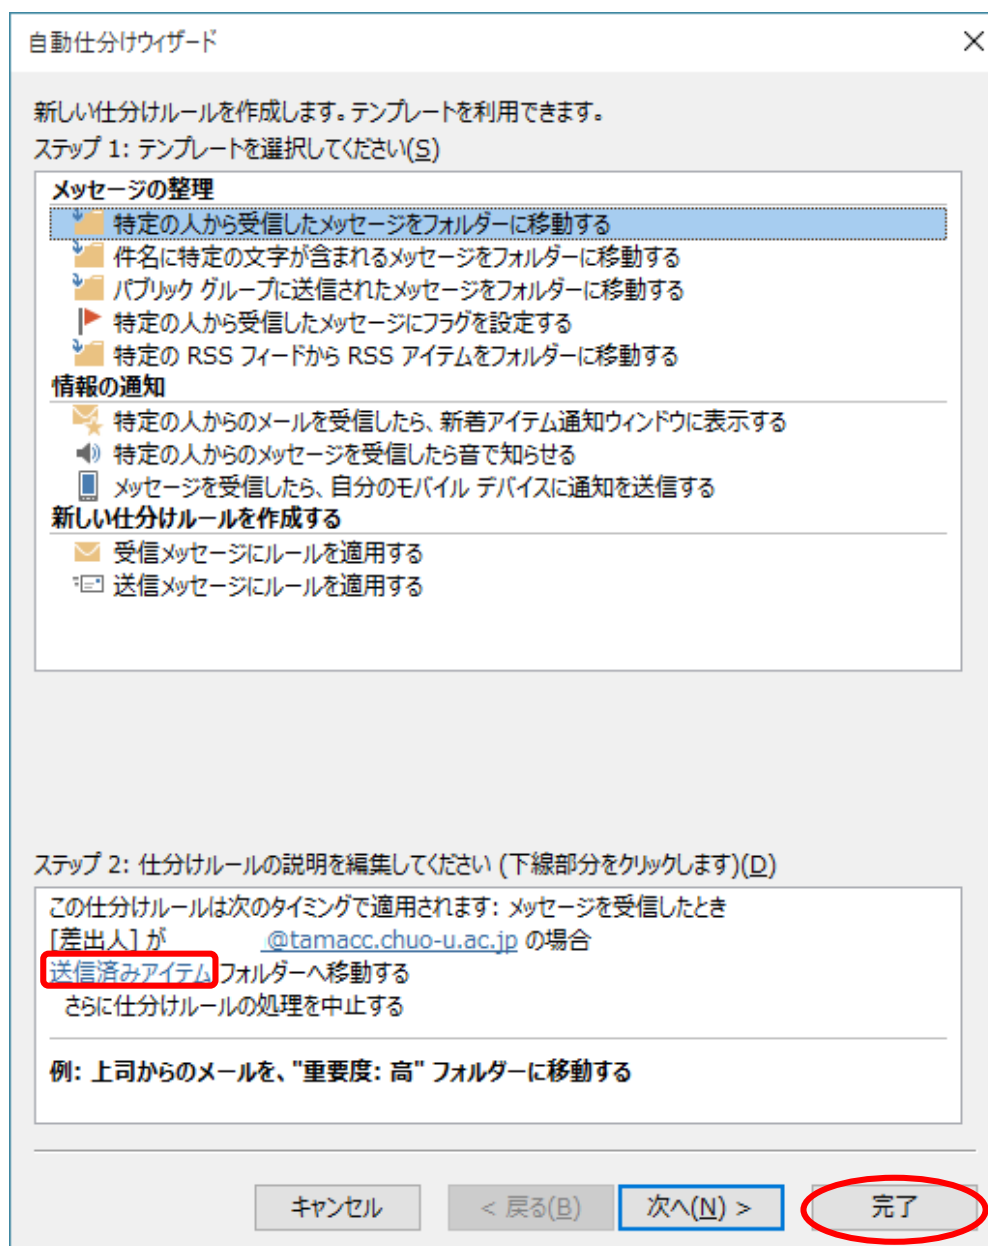 自動仕分けウィザード
新しい仕分けルールを作成します。テンプレートを利用できます。
ステップ 1: テンプレートを選択してください(S)
メッセージの整理
特定の人から受信したメッセージをフォルダーに移動する
件名に特定の文字が含まれるメッセージをフォルダーに移動する
パブリック グループに送信されたメッセージをフォルダーに移動する
特定の人から受信したメッセージにフラグを設定する
特定の RSS フィードから RSS アイテムをフォルダーに移動する
情報の通知
特定の人からのメールを受信したら、新着アイテム通知ウィンドウに表示する
特定の人からのメッセージを受信したら音で知らせる
メッセージを受信したら、自分のモバイル デバイスに通知を送信する
新しい仕分けルールを作成する
受信メッセージにルールを適用する
送信メッセージにルールを適用する
ステップ 2: 仕分けルールの説明を編集してください (下線部分をクリックします)(D)
この仕分けルールは次のタイミングで適用されます: メッセージを受信したとき
[差出人] が @tamacc.chuo-u.ac.jp の場合
送信済みアイテム フォルダーへ移動する
さらに仕分けルールの処理を中止する
例: 上司からのメールを、"重要度: 高" フォルダーに移動する
キャンセル < 戻る(B) 次へ(N) > 完了